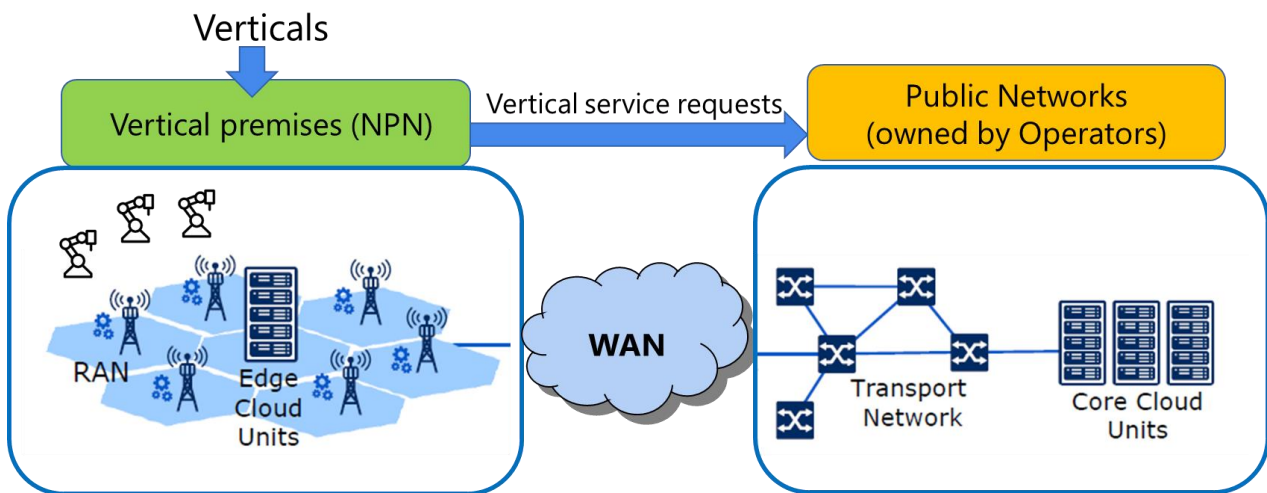 Verticals
Vertical premises (NPN)
Vertical service requests
Public Networks
(owned by Operators)
RAN
Edge
Cloud
Units
WAN
Transport
Network
Core Cloud
Units